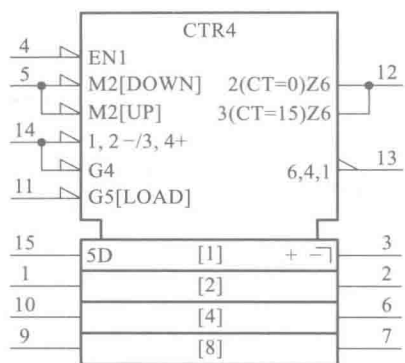 CTR4
4 EN1
5 M2[DOWN] 2(CT=0)Z6 12
M2[UP] 3(CT=15)Z6
14 1, 2−/3, 4+
G4 6,4,1 13
11 G5[LOAD]
15 5D [1] + − 3
1 [2] 2
10 [4] 6
9 [8] 7